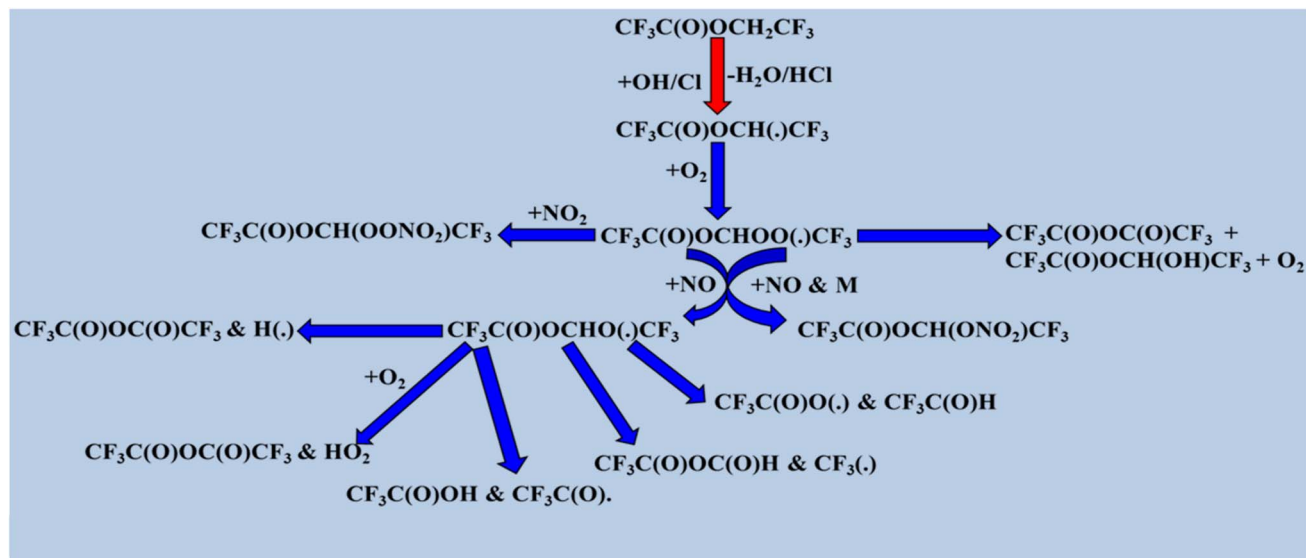 CF₃C(O)OCH₂CF₃
+OH/Cl
-H₂O/HCl
CF₃C(O)OCH(.)CF₃
+O₂
CF₃C(O)OCH(OONO₂)CF₃
+NO₂
CF₃C(O)OCHOO(.)CF₃
CF₃C(O)OC(O)CF₃ +
CF₃C(O)OCH(OH)CF₃ + O₂
+NO
+NO & M
CF₃C(O)OC(O)CF₃ & H(.)
CF₃C(O)OCHO(.)CF₃
CF₃C(O)OCH(ONO₂)CF₃
+O₂
CF₃C(O)O(.) & CF₃C(O)H
CF₃C(O)OC(O)CF₃ & HO₂
CF₃C(O)OC(O)H & CF₃(.)
CF₃C(O)OH & CF₃C(O).